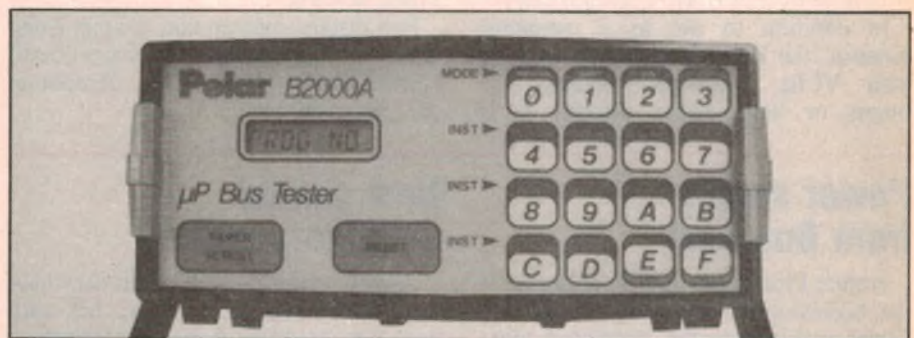 Polar B2000A
PROG NO
µP Bus Tester
RESET
MODE
0 1 2 3
INST
4 5 6 7
INST
8 9 A B
INST
C D E F